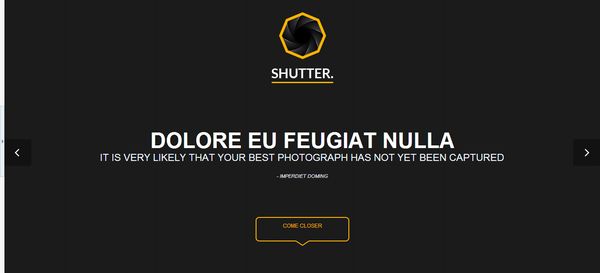 SHUTTER.
DOLORE EU FEUGIAT NULLA
IT IS VERY LIKELY THAT YOUR BEST PHOTOGRAPH HAS NOT YET BEEN CAPTURED
- IMPERDIET DOMING
COME CLOSER